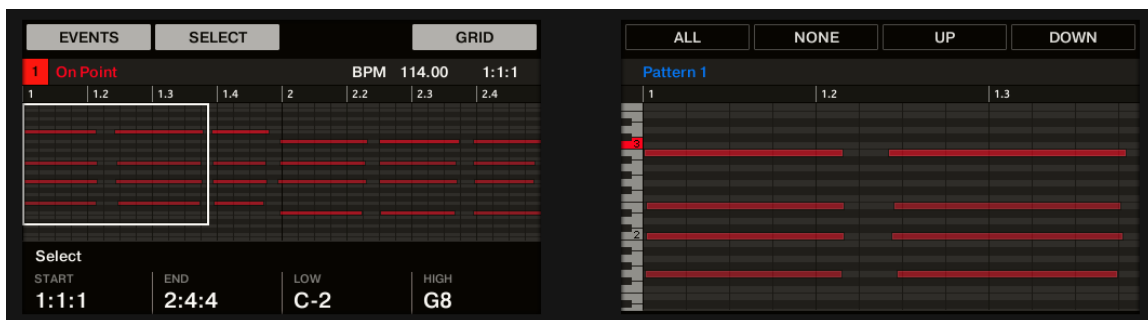 EVENTS SELECT GRID
1 On Point BPM 114.00 1:1:1
1 1.2 1.3 1.4 2 2.2 2.3 2.4
Select
START END LOW HIGH
1:1:1 2:4:4 C-2 G8
ALL NONE UP DOWN
Pattern 1
1 1.2 1.3
3
2